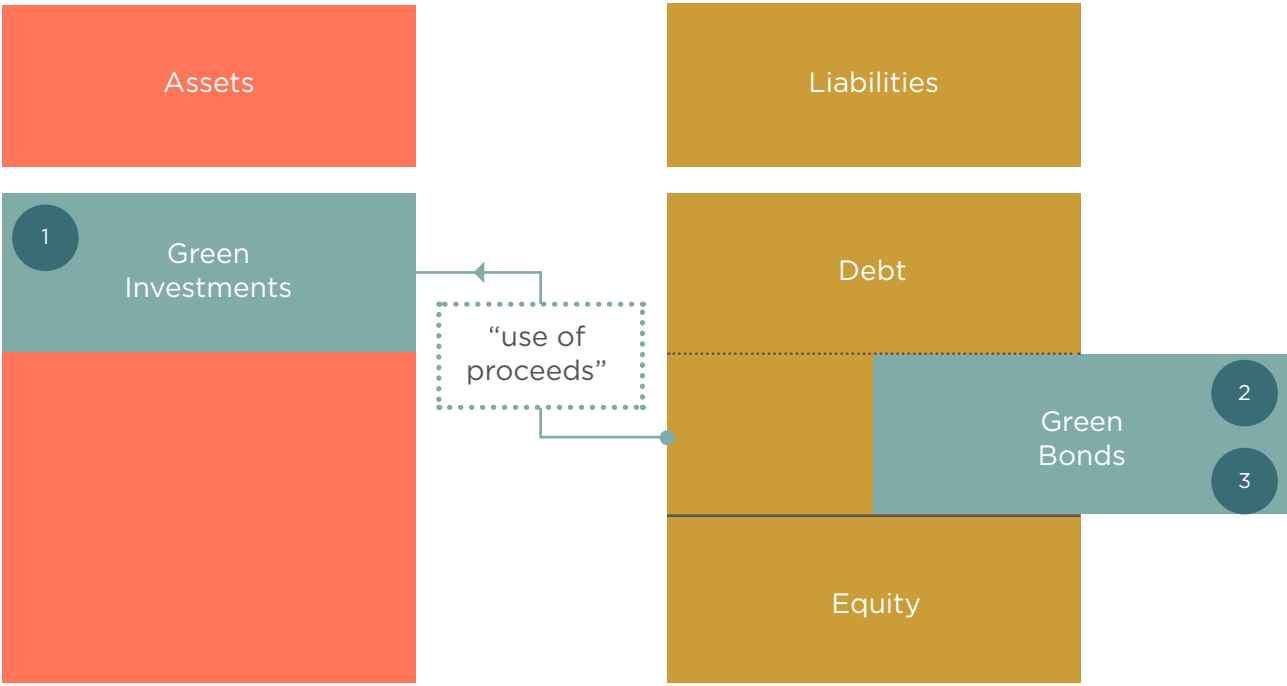 Assets
Liabilities
1
Green
Investments
“use of
proceeds”
Debt
2
Green
Bonds
3
Equity